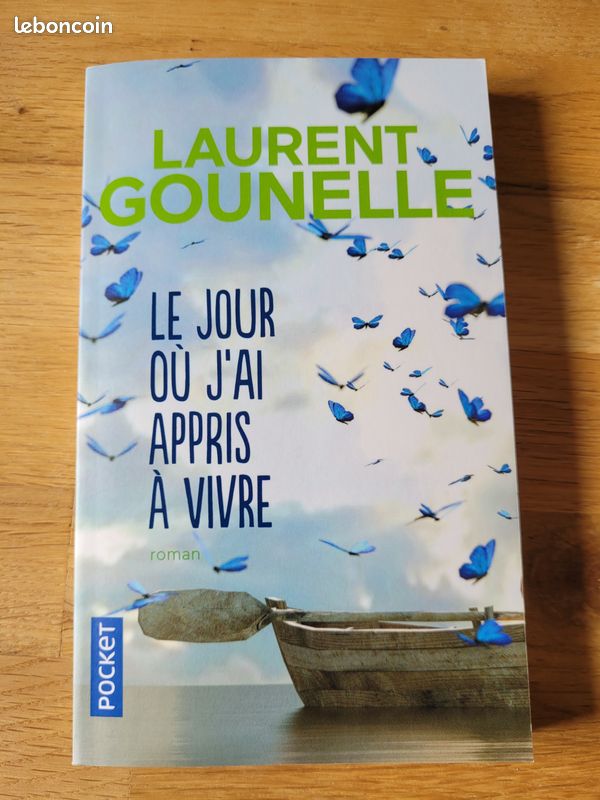 leboncoin
LAURENT
GOUNELLE
LE JOUR
OÙ J'AI
APPRIS
À VIVRE
roman
POCKET